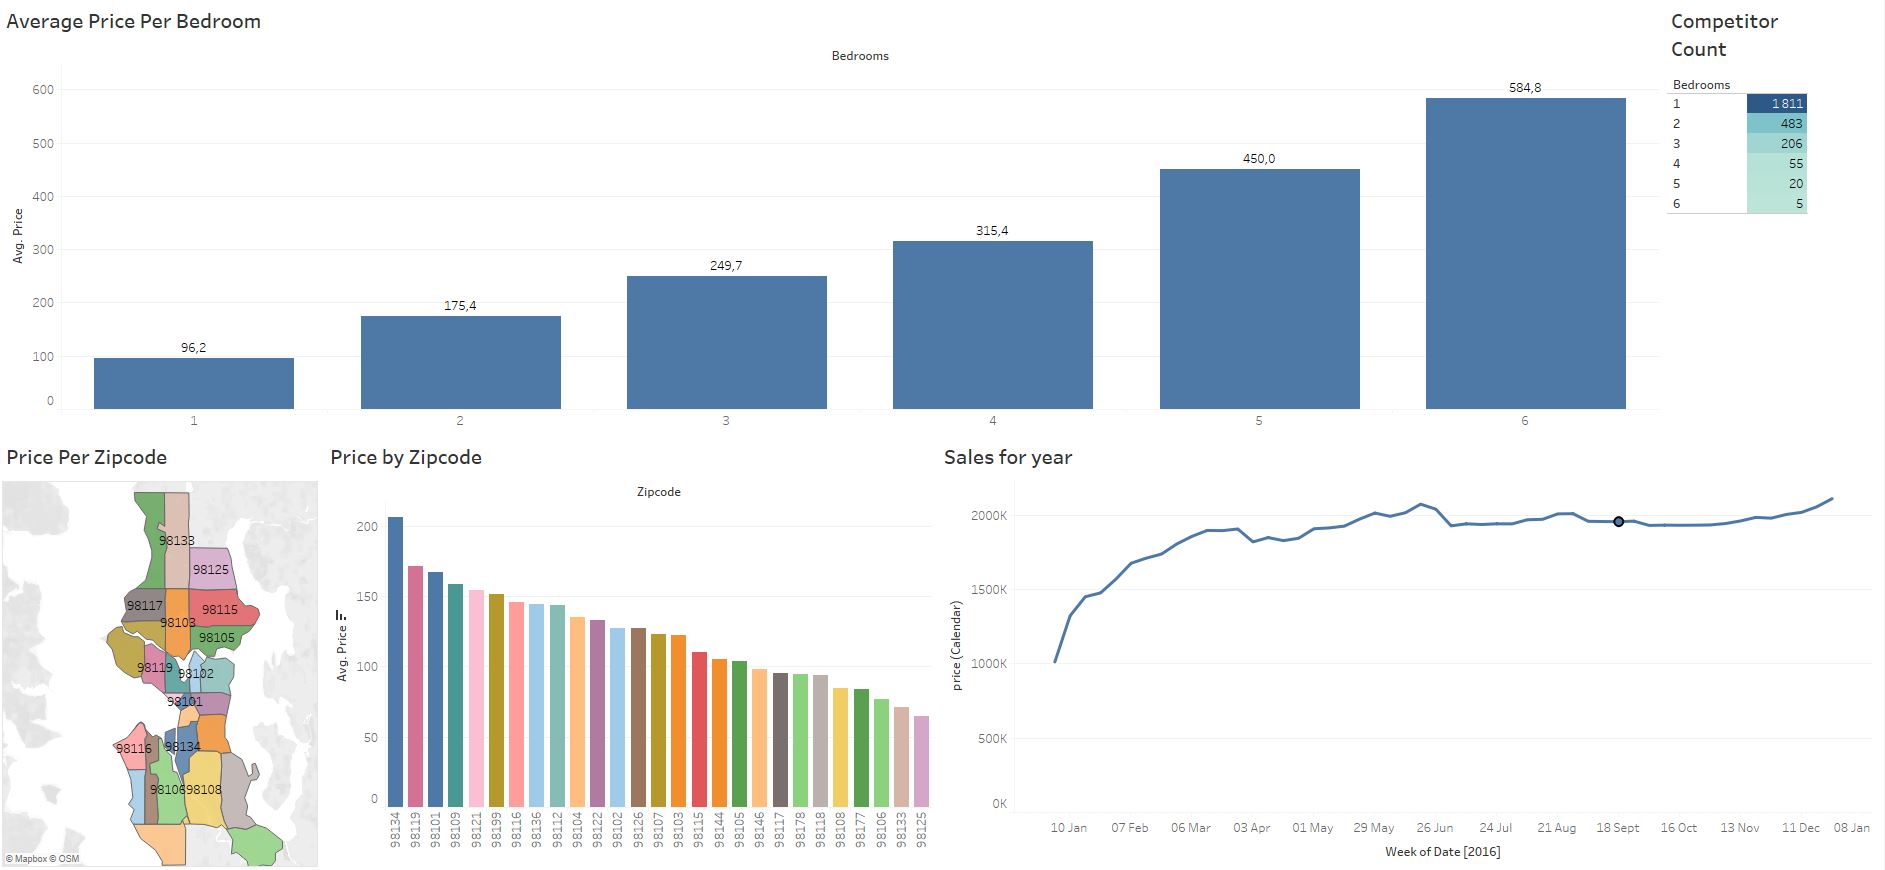 Average Price Per Bedroom
Bedrooms
Avg. Price
600
500
400
300
200
100
0
96,2
175,4
249,7
315,4
450,0
584,8
1
2
3
4
5
6
Competitor
Count
Bedrooms
1 1 811
2 483
3 206
4 55
5 20
6 5
Price Per Zipcode
98133
98125
98117
98115
98103
98105
98119
98102
98101
98116
98134
98106
98108
© Mapbox © OSM
Price by Zipcode
Zipcode
Avg. Price
200
150
100
50
0
98134
98119
98101
98109
98121
98199
98116
98136
98112
98104
98122
98102
98126
98107
98103
98115
98144
98105
98146
98117
98178
98118
98108
98177
98106
98133
98125
Sales for year
price (Calendar)
2000K
1500K
1000K
500K
0K
10 Jan
07 Feb
06 Mar
03 Apr
01 May
29 May
26 Jun
24 Jul
21 Aug
18 Sept
16 Oct
13 Nov
11 Dec
08 Jan
Week of Date [2016]